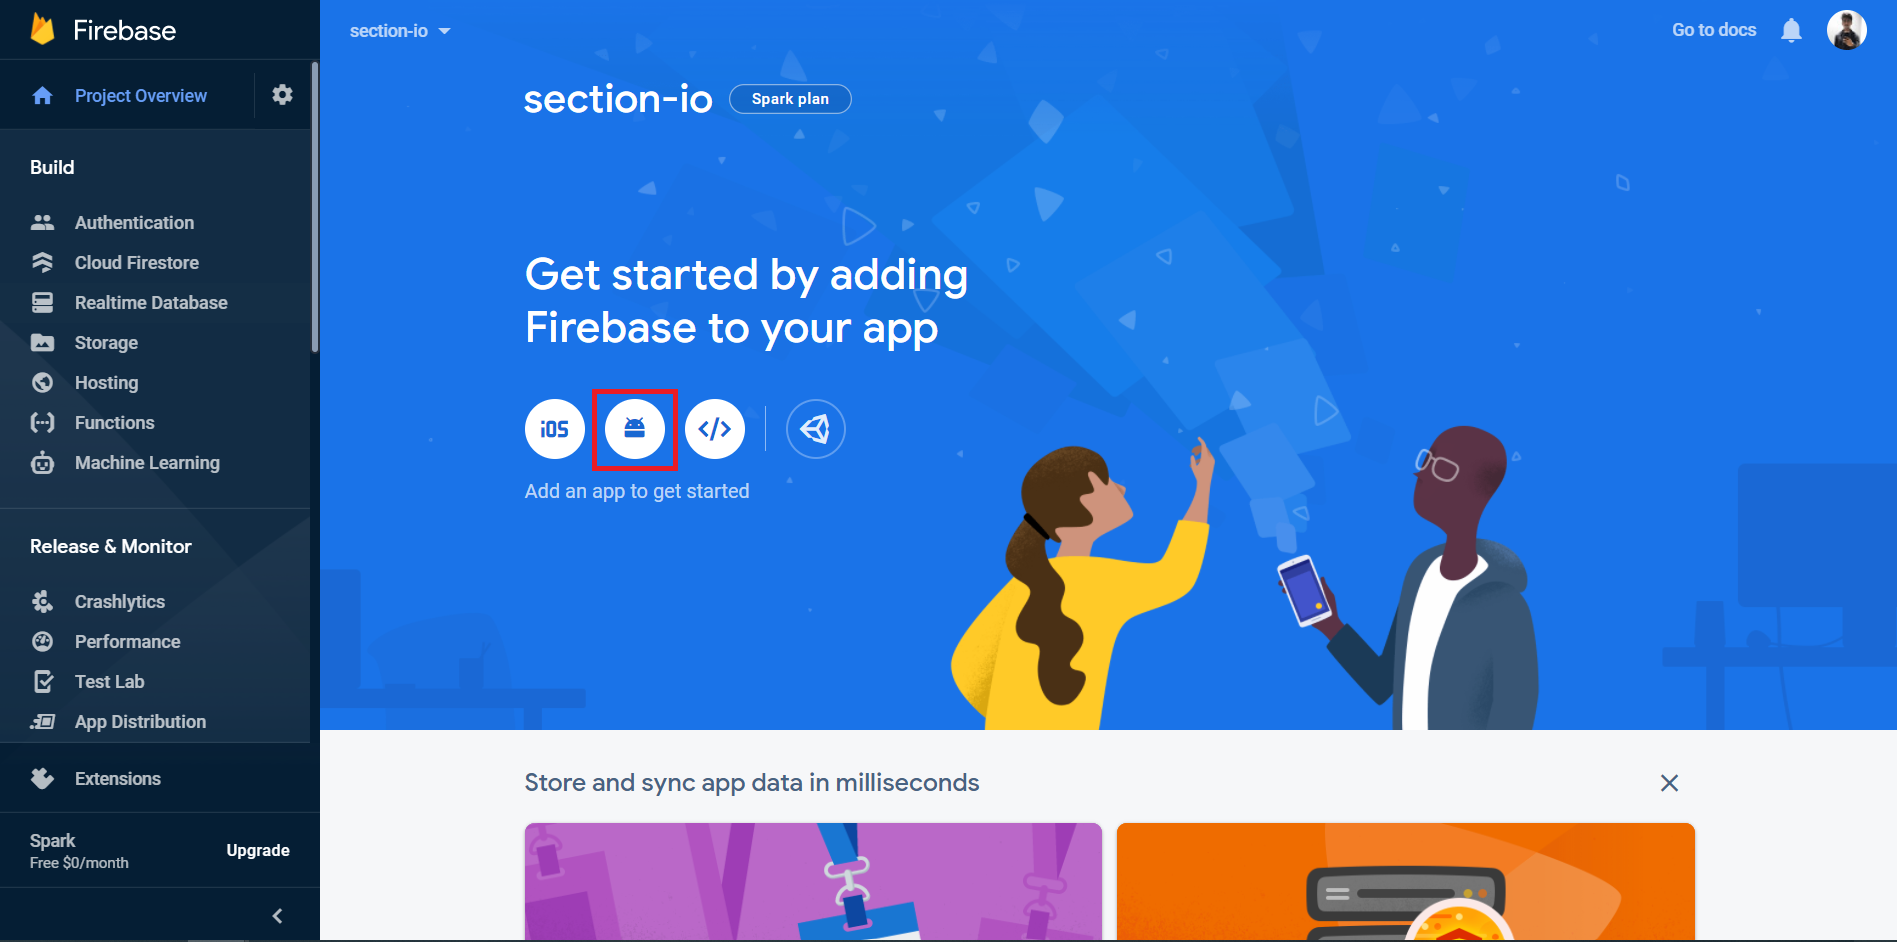 Firebase
Project Overview
Build
Authentication
Cloud Firestore
Realtime Database
Storage
Hosting
Functions
Machine Learning
Release & Monitor
Crashlytics
Performance
Test Lab
App Distribution
Extensions
Spark
Free $0/month
Upgrade
section-io
Go to docs
section-io
Spark plan
Get started by adding
Firebase to your app
iOS
Add an app to get started
Store and sync app data in milliseconds